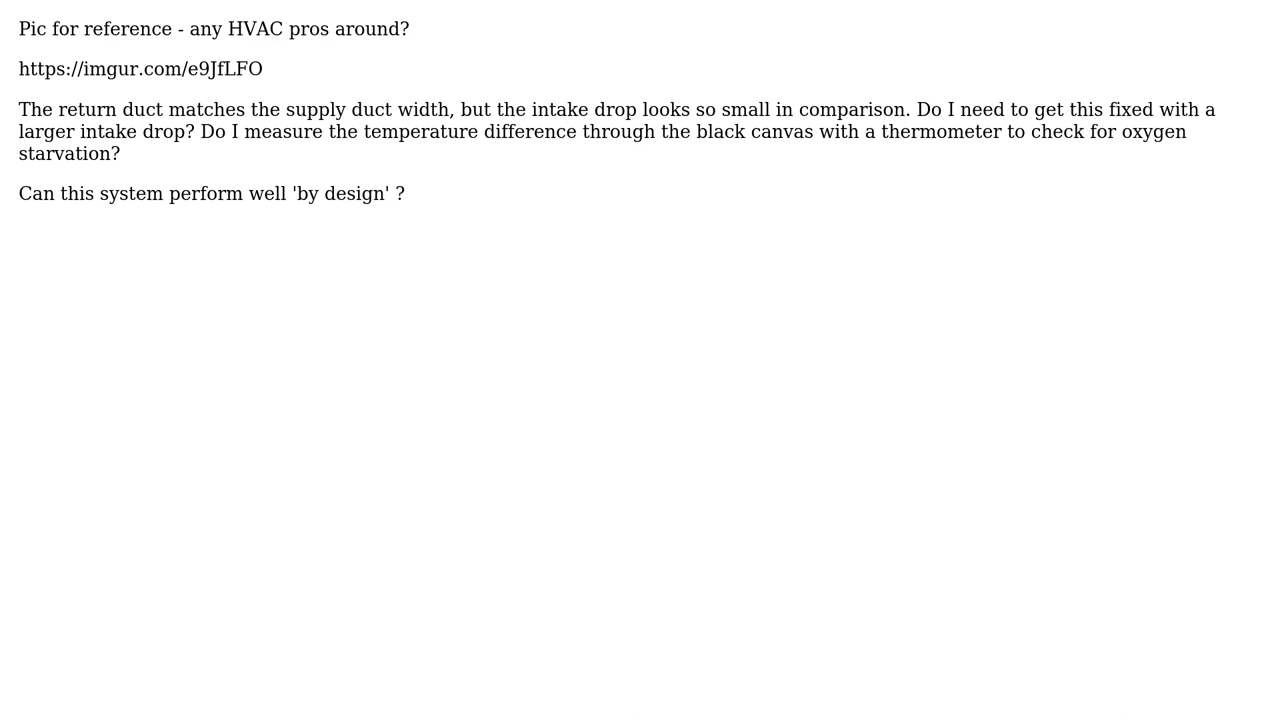 Pic for reference - any HVAC pros around?
https://imgur.com/e9JfLFO
The return duct matches the supply duct width, but the intake drop looks so small in comparison. Do I need to get this fixed with a
larger intake drop? Do I measure the temperature difference through the black canvas with a thermometer to check for oxygen
starvation?
Can this system perform well 'by design' ?